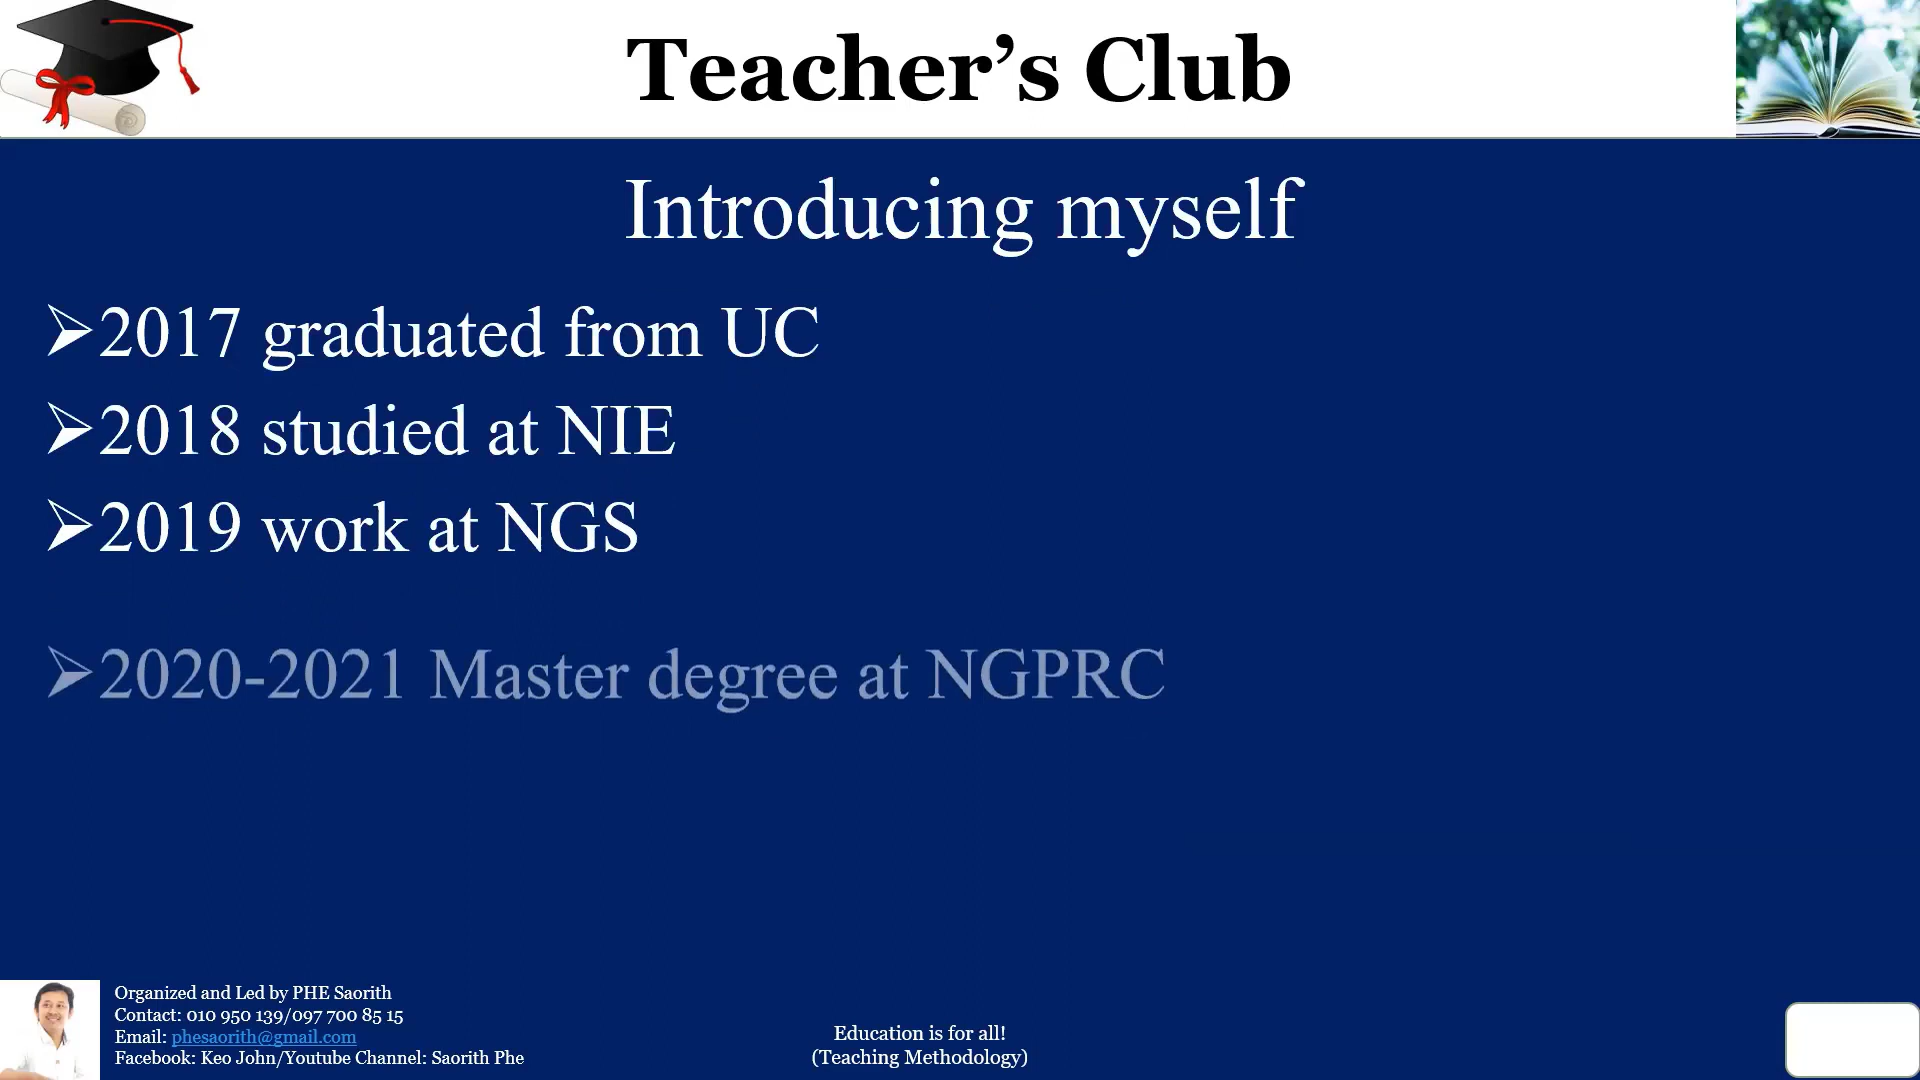 Teacher’s Club
Introducing myself
➢2017 graduated from UC
➢2018 studied at NIE
➢2019 work at NGS
➢2020-2021 Master degree at NGPRC
Organized and Led by PHE Saorith
Contact: 010 950 139/097 700 85 15
Email: phesaorith@gmail.com
Facebook: Keo John/Youtube Channel: Saorith Phe
Education is for all!
(Teaching Methodology)